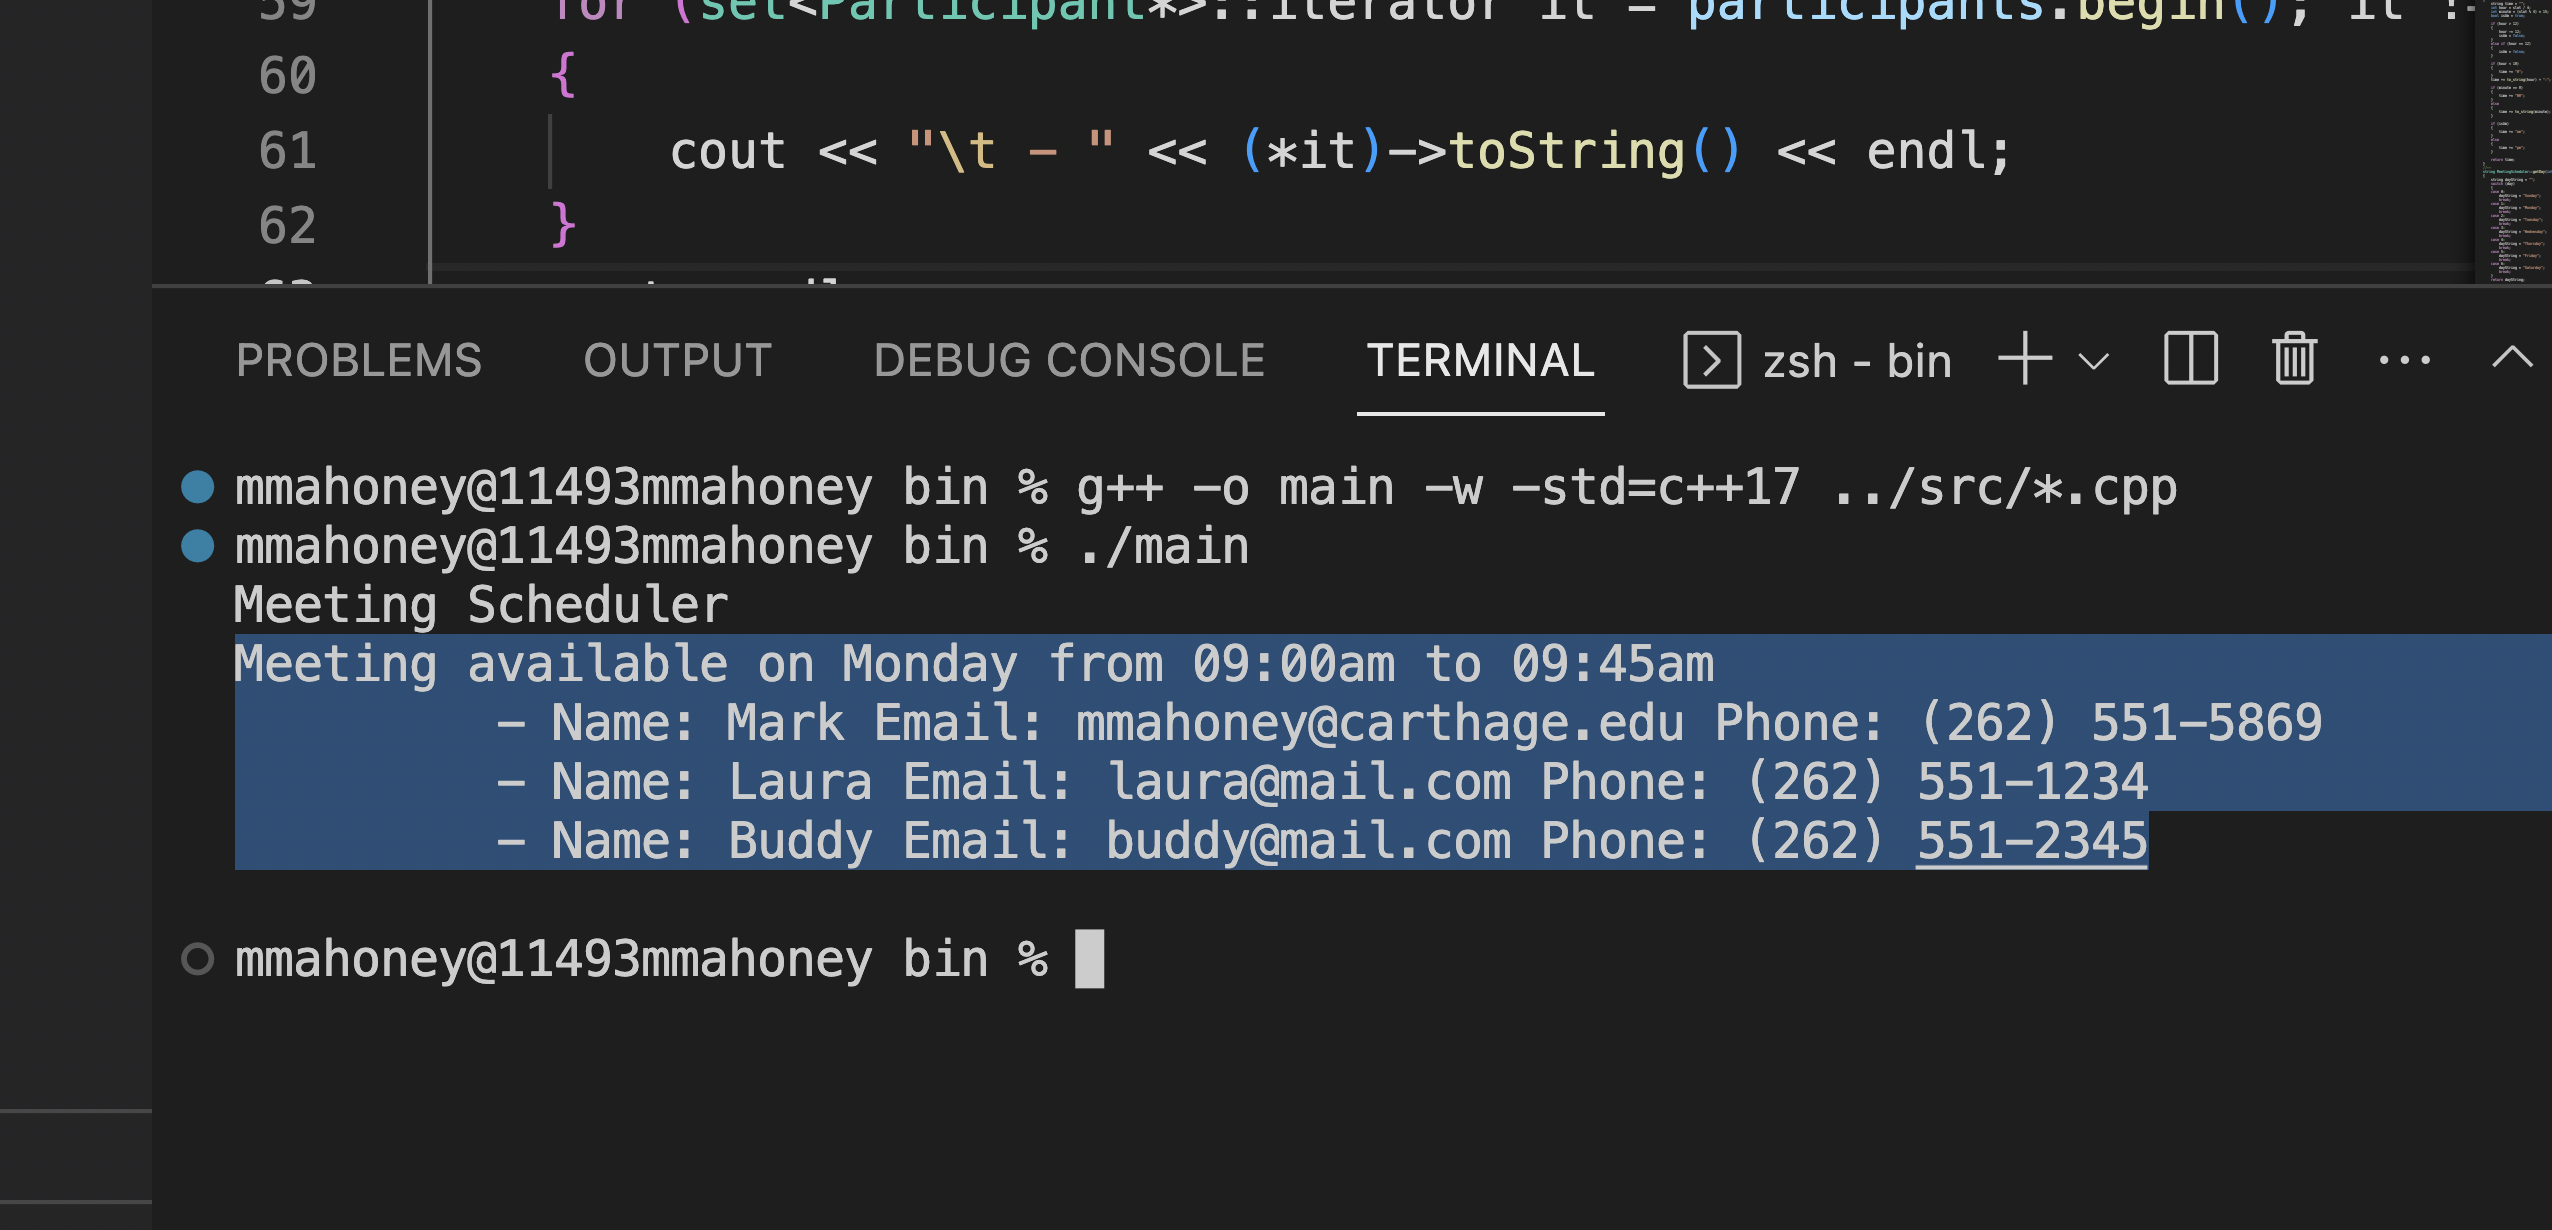 59 for (set<Participant*>::iterator it = participants.begin(); it
60 {
61 cout << "\t - " << (*it)->toString() << endl;
62 }
63
PROBLEMS OUTPUT DEBUG CONSOLE TERMINAL zsh - bin
mmahoney@11493mmahoney bin % g++ -o main -w -std=c++17 ../src/*.cpp
mmahoney@11493mmahoney bin % ./main
Meeting Scheduler
Meeting available on Monday from 09:00am to 09:45am
- Name: Mark Email: mmahoney@carthage.edu Phone: (262) 551-5869
- Name: Laura Email: laura@mail.com Phone: (262) 551-1234
- Name: Buddy Email: buddy@mail.com Phone: (262) 551-2345
mmahoney@11493mmahoney bin %